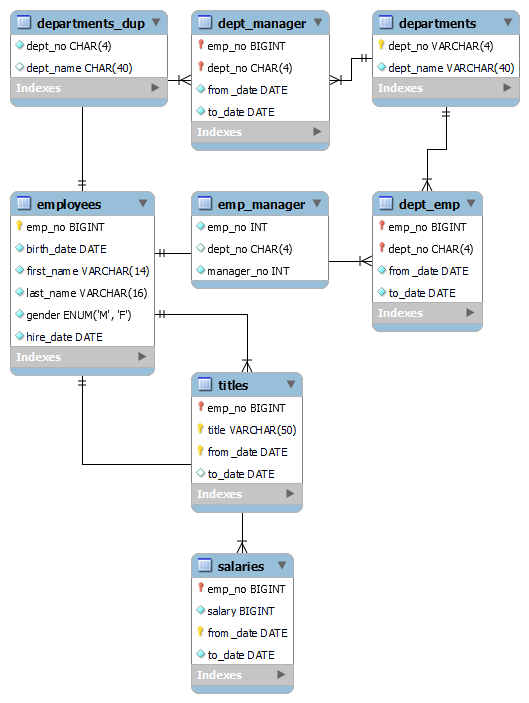 departments_dup
dept_no CHAR(4)
dept_name CHAR(40)
Indexes
dept_manager
emp_no BIGINT
dept_no CHAR(4)
from_date DATE
to_date DATE
Indexes
departments
dept_no VARCHAR(4)
dept_name VARCHAR(40)
Indexes
employees
emp_no BIGINT
birth_date DATE
first_name VARCHAR(14)
last_name VARCHAR(16)
gender ENUM('M', 'F')
hire_date DATE
Indexes
emp_manager
emp_no INT
dept_no CHAR(4)
manager_no INT
dept_emp
emp_no BIGINT
dept_no CHAR(4)
from_date DATE
to_date DATE
Indexes
titles
emp_no BIGINT
title VARCHAR(50)
from_date DATE
to_date DATE
Indexes
salaries
emp_no BIGINT
salary BIGINT
from_date DATE
to_date DATE
Indexes